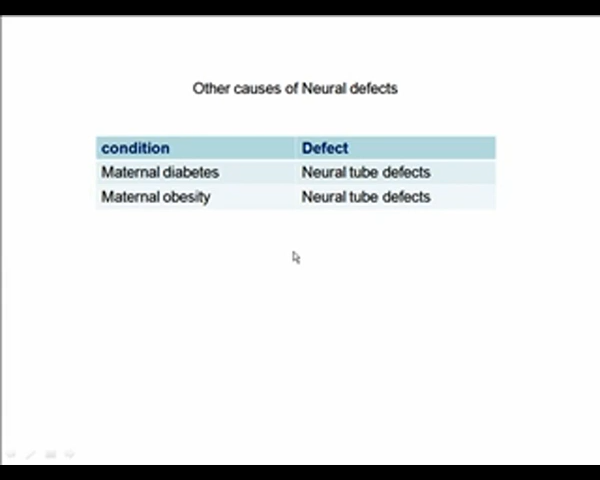 Other causes of Neural defects
condition Defect
Maternal diabetes Neural tube defects
Maternal obesity Neural tube defects